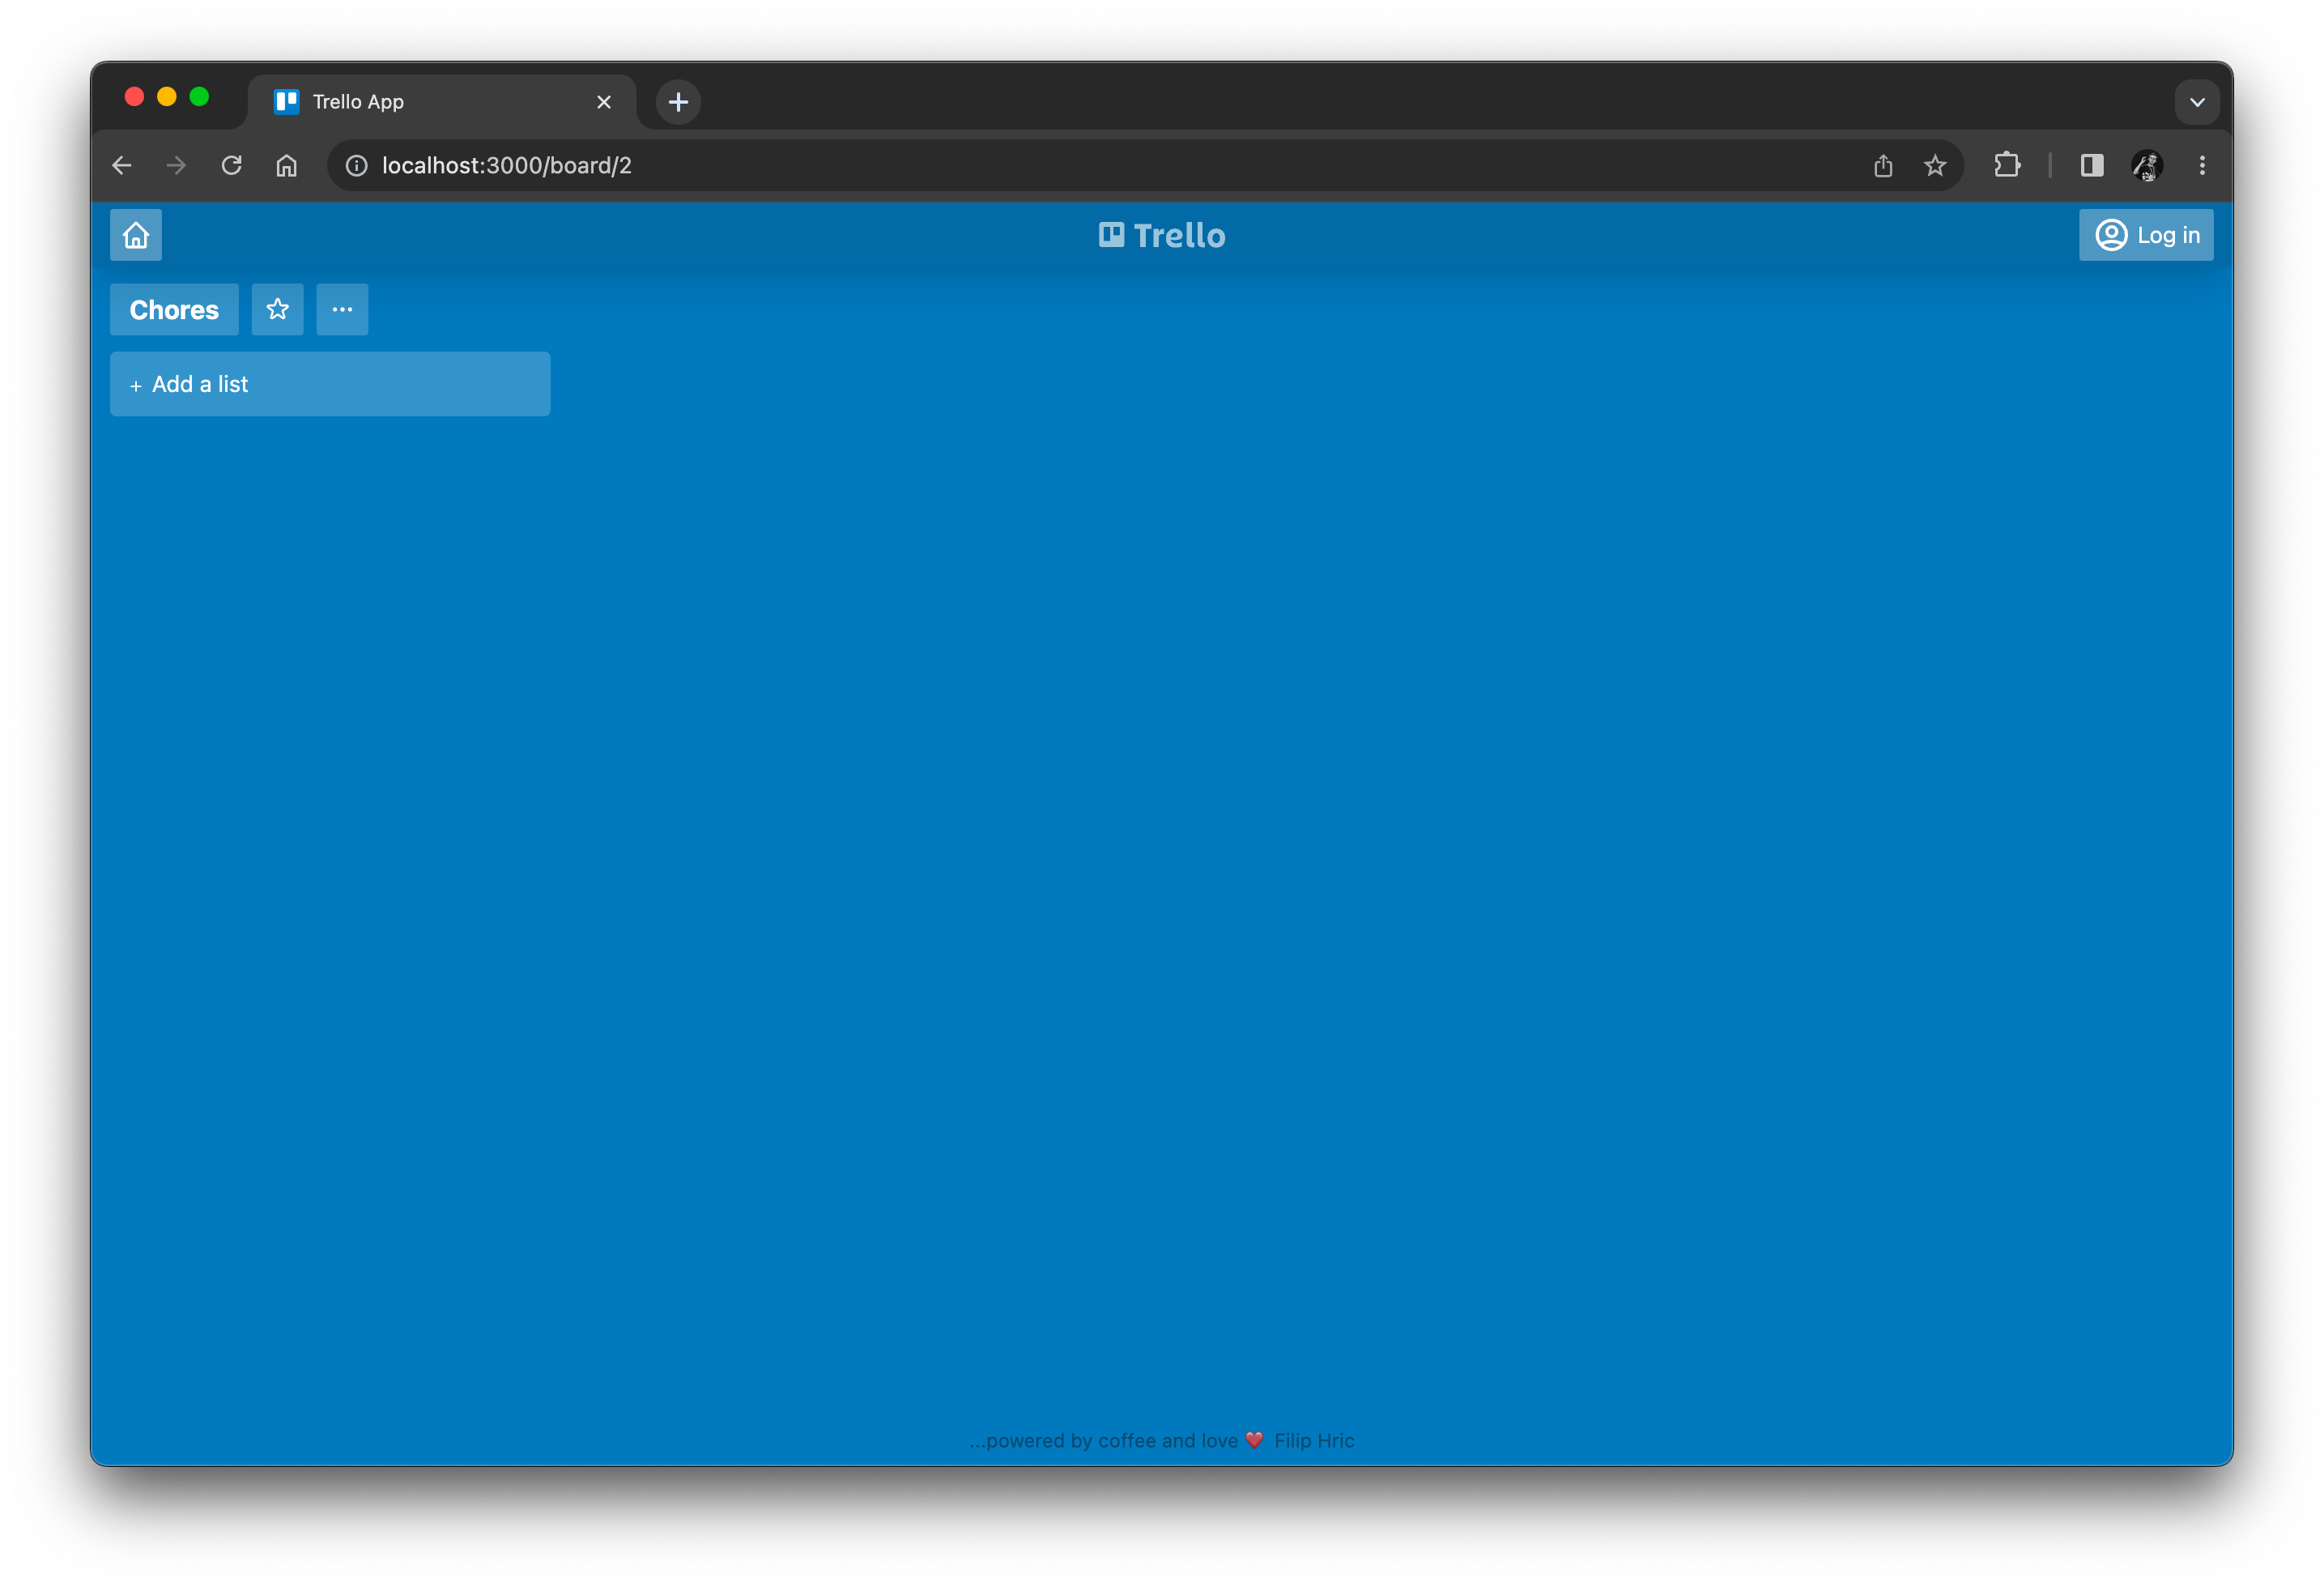 Trello App
localhost:3000/board/2
Trello
Log in
Chores
+ Add a list
...powered by coffee and love ❤️ Filip Hric